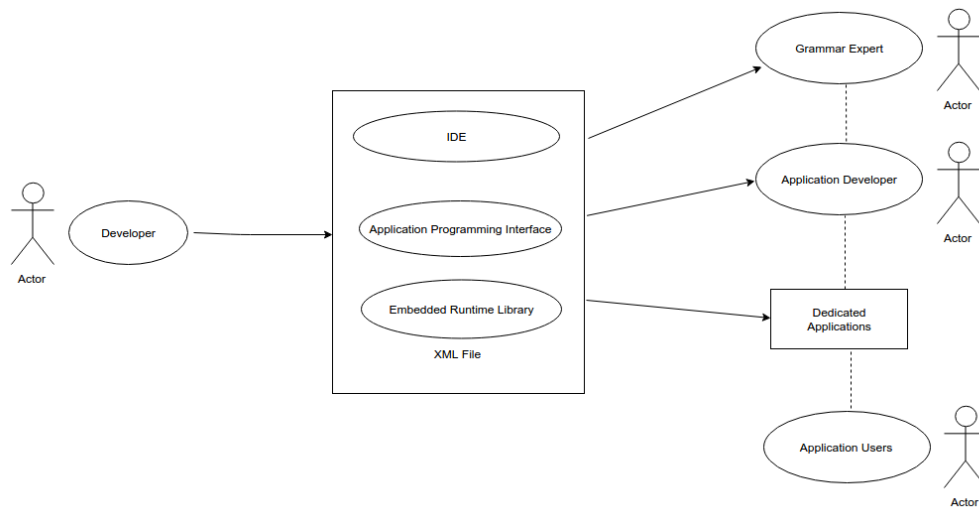 Grammar Expert
Actor
IDE
Application Developer
Actor
Developer
Application Programming Interface
Actor
Embedded Runtime Library
Dedicated
Applications
XML File
Application Users
Actor